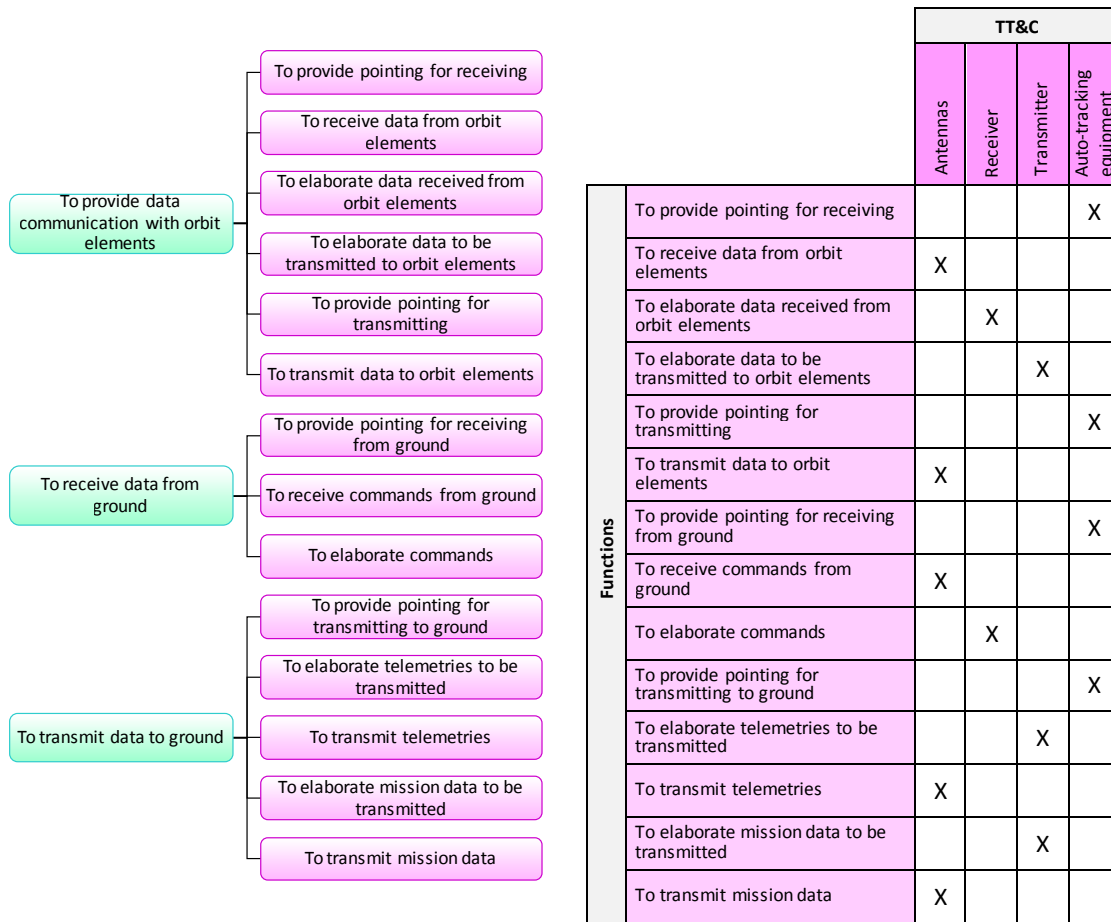 To provide data
communication with orbit
elements
To provide pointing for receiving
To receive data from orbit
elements
To elaborate data received from
orbit elements
To elaborate data to be
transmitted to orbit elements
To provide pointing for
transmitting
To transmit data to orbit elements
To receive data from
ground
To provide pointing for receiving
from ground
To receive commands from ground
To elaborate commands
To transmit data to ground
To provide pointing for
transmitting to ground
To elaborate telemetries to be
transmitted
To transmit telemetries
To elaborate mission data to be
transmitted
To transmit mission data
TT&C
Antennas
Receiver
Transmitter
Auto-tracking
equipment
Functions
To provide pointing for receiving
X
To receive data from orbit
elements
X
To elaborate data received from
orbit elements
X
To elaborate data to be
transmitted to orbit elements
X
To provide pointing for
transmitting
X
To transmit data to orbit
elements
X
To provide pointing for receiving
from ground
X
To receive commands from
ground
X
To elaborate commands
X
To provide pointing for
transmitting to ground
X
To elaborate telemetries to be
transmitted
X
To transmit telemetries
X
To elaborate mission data to be
transmitted
X
To transmit mission data
X